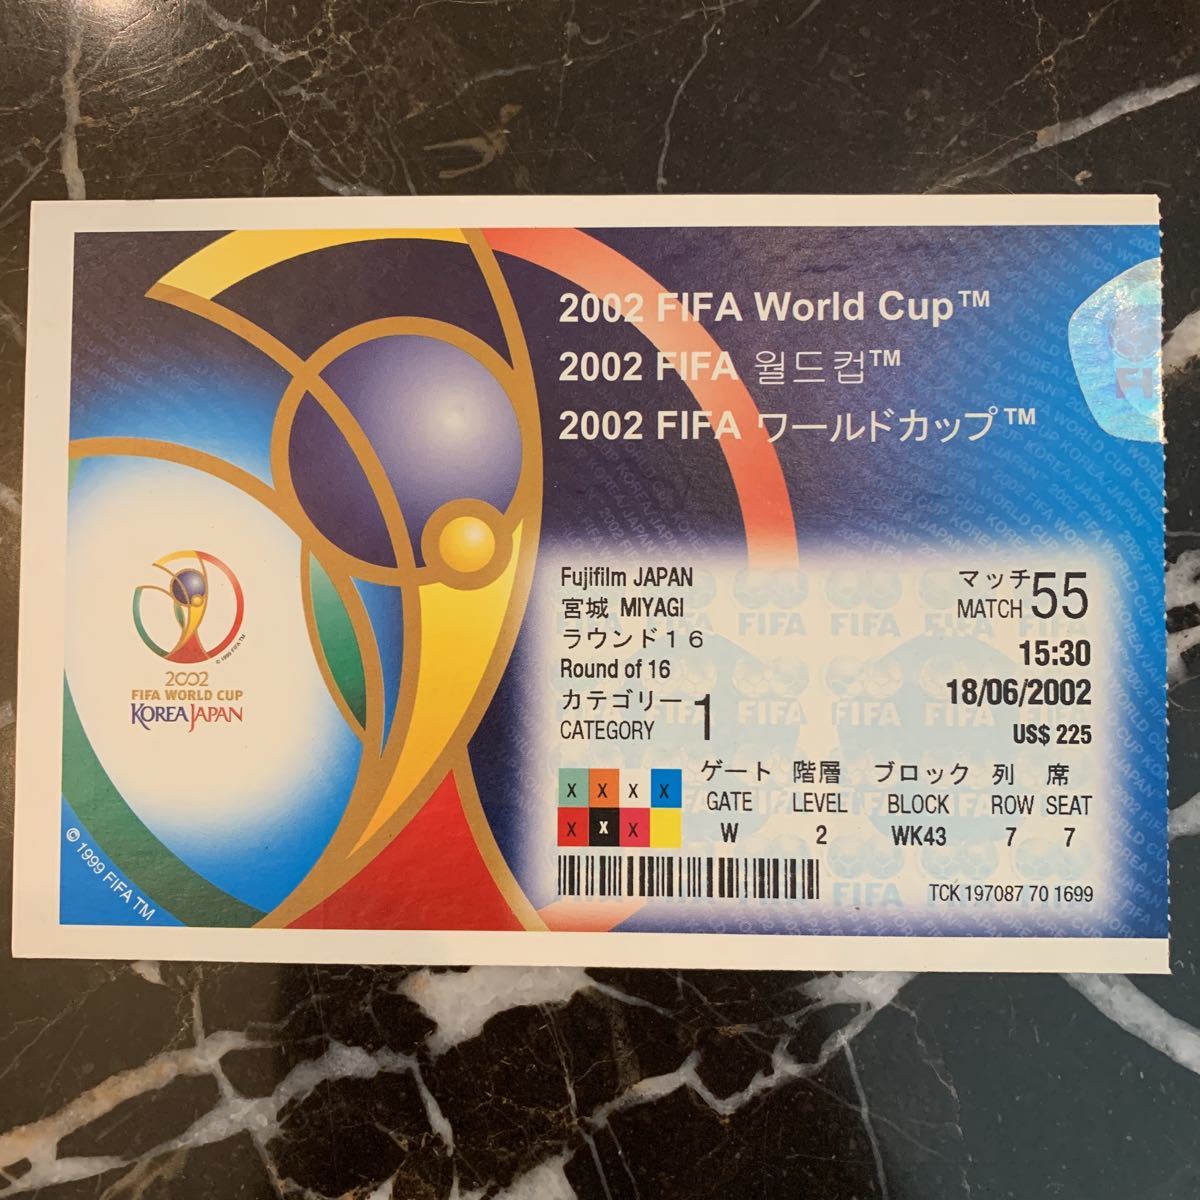 2002 FIFA World Cup™
2002 FIFA 월드컵™
2002 FIFA ワールドカップ™
Fujifilm JAPAN
宮城 MIYAGI
ラウンド16
Round of 16
カテゴリー
CATEGORY 1
マッチ
MATCH 55
15:30
18/06/2002
US$ 225
ゲート 階層 ブロック 列 席
GATE LEVEL BLOCK ROW SEAT
W 2 WK43 7 7
X X X X
X X X
TCK 197087 70 1699
© 1999 FIFA TM
2002
FIFA WORLD CUP
KOREA JAPAN
© 1999 FIFA TM